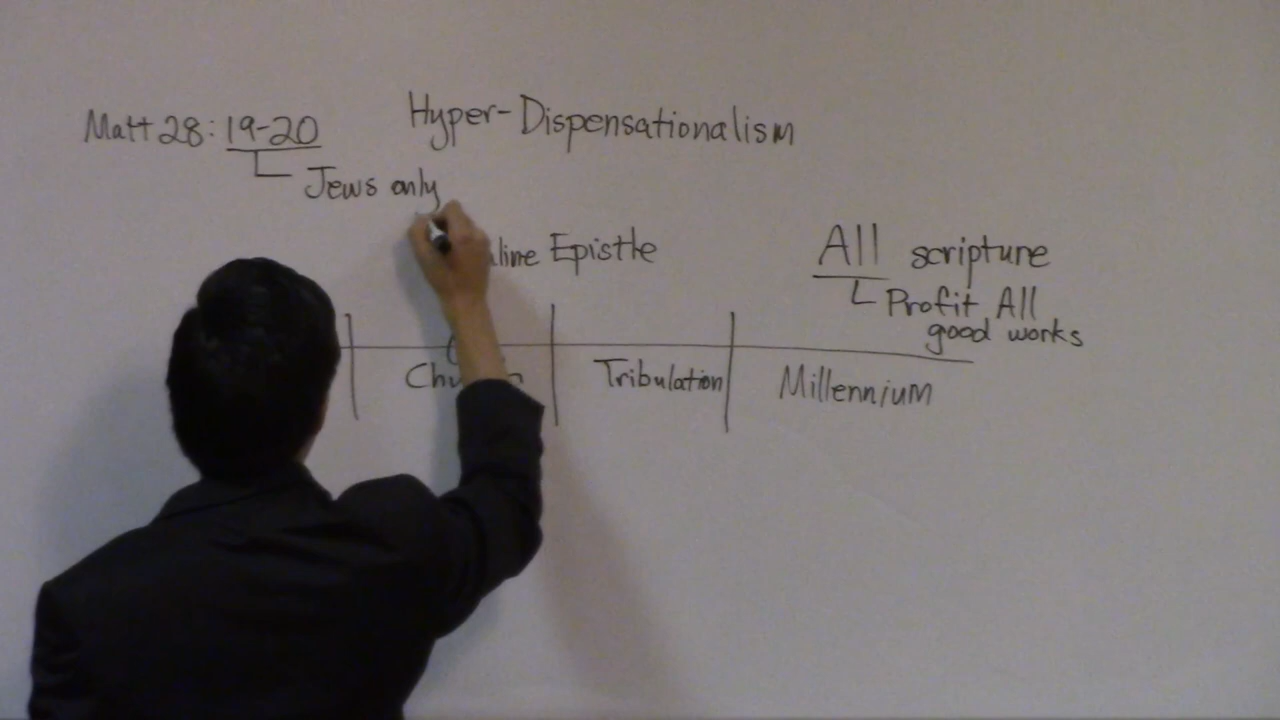 Hyper-Dispensationalism
Matt 28:19-20
Jews only
Epistle
All scripture
Profit All
good works
Tribulation
Millennium